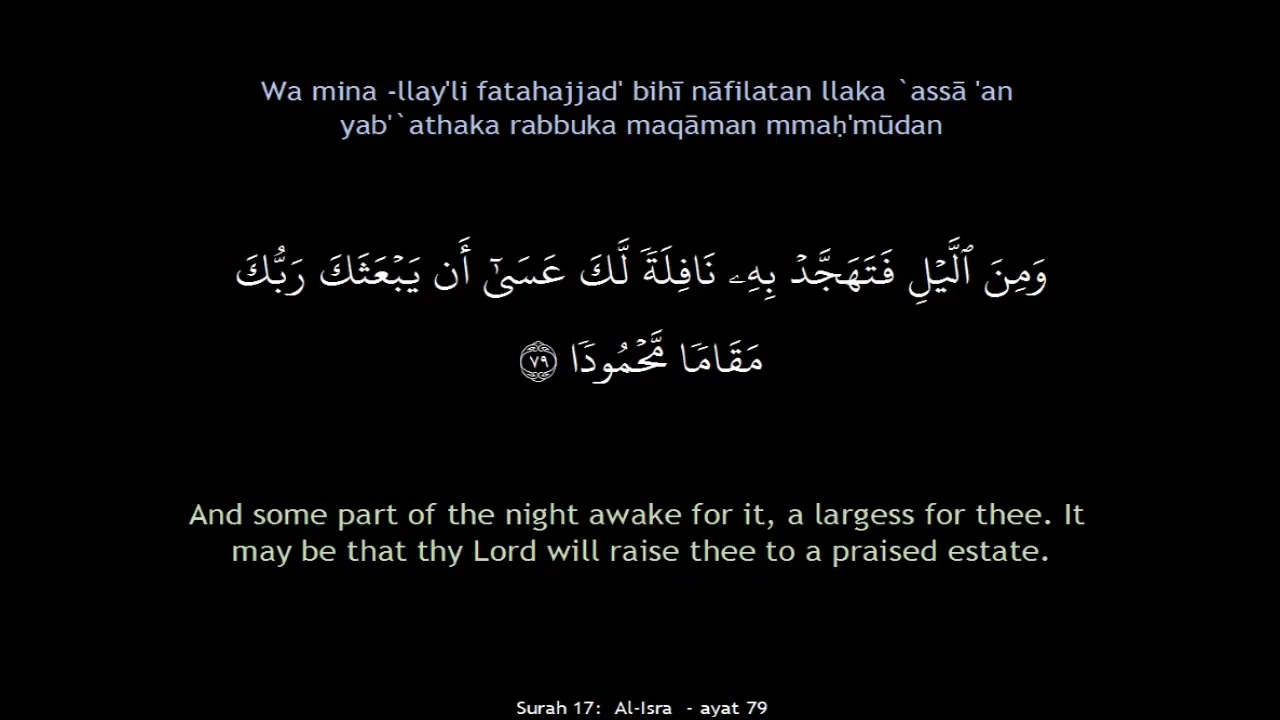 Wa mina -llay'li fatahajjad' bihī nāfilatan llaka `assā 'an
yab'`athaka rabbuka maqāman mmaḥ'mūdan
وَمِنَ ٱلَّيۡلِ فَتَهَجَّدۡ بِهِۦ نَافِلَةٗ لَّكَ عَسَىٰٓ أَن يَبۡعَثَكَ رَبُّكَ
مَقَامٗا مَّحۡمُودٗا ٧٩
And some part of the night awake for it, a largess for thee. It
may be that thy Lord will raise thee to a praised estate.
Surah 17: Al-Isra - ayat 79